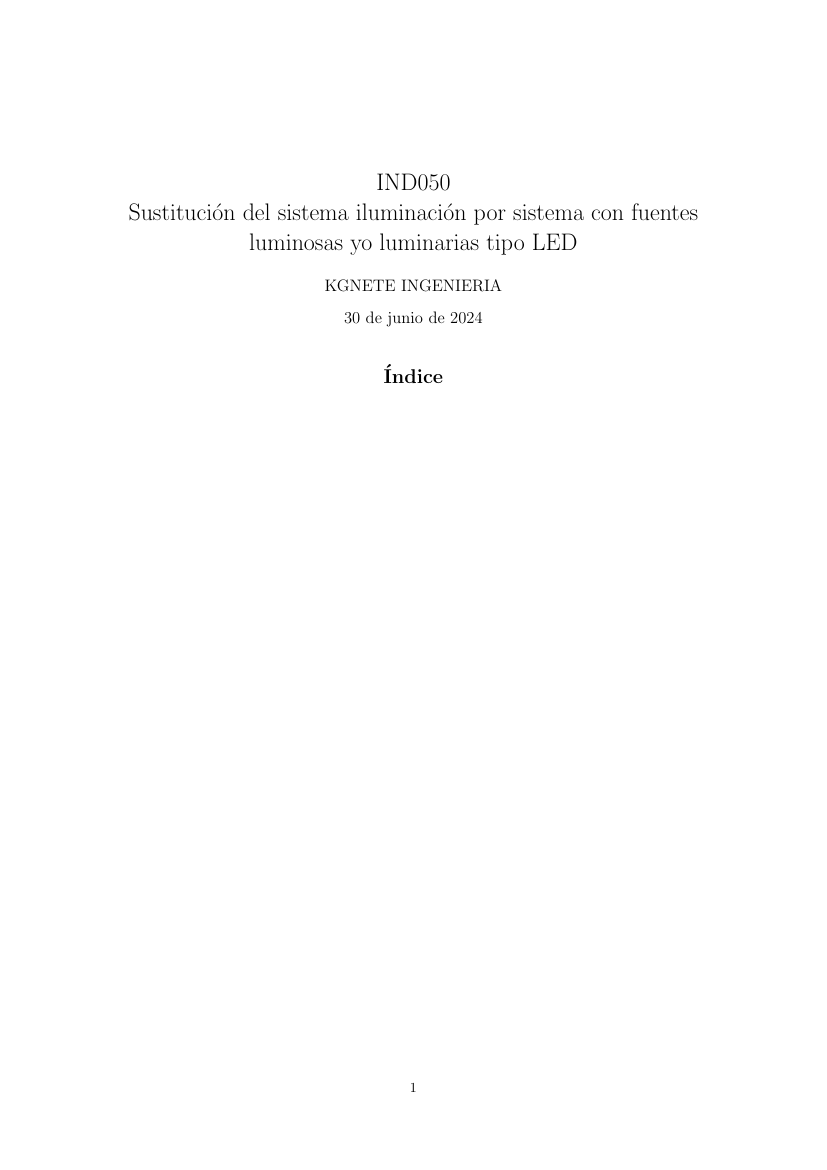 IND050
Sustitución del sistema iluminación por sistema con fuentes
luminosas yo luminarias tipo LED
KGNETE INGENIERIA
30 de junio de 2024
Índice
1